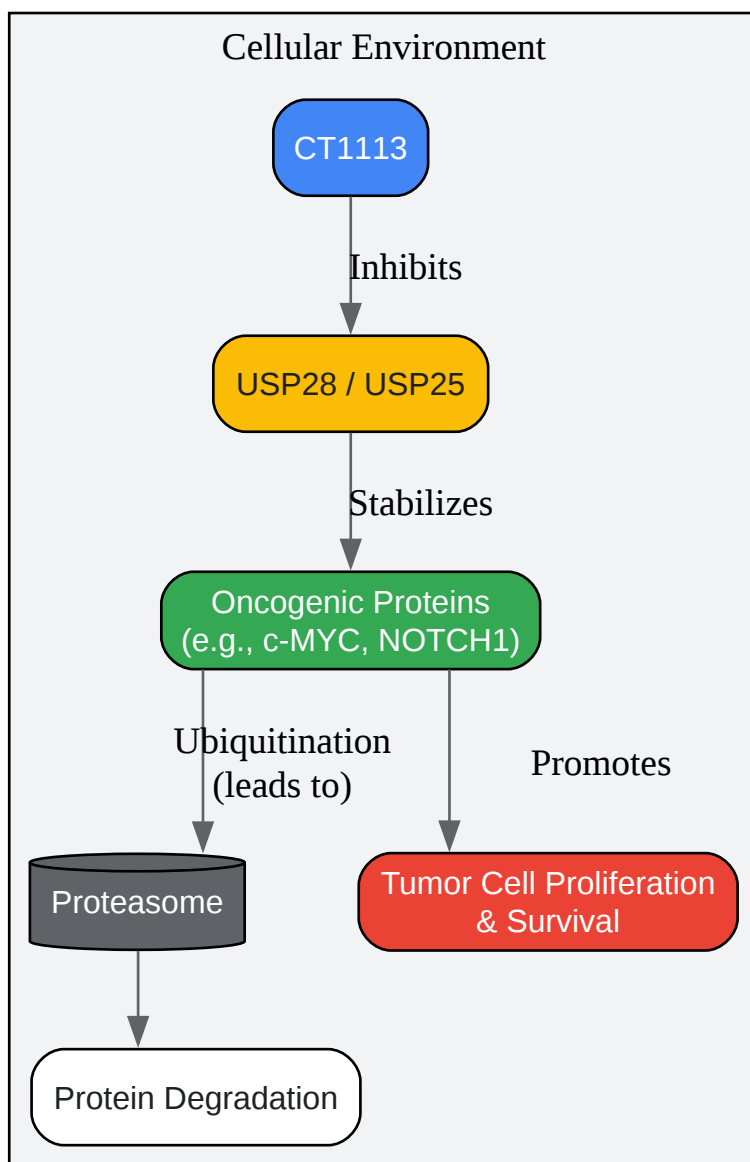 Cellular Environment
CT1113
Inhibits
USP28 / USP25
Stabilizes
Oncogenic Proteins
(e.g., c-MYC, NOTCH1)
Ubiquitination
(leads to)
Promotes
Proteasome
Tumor Cell Proliferation
& Survival
Protein Degradation